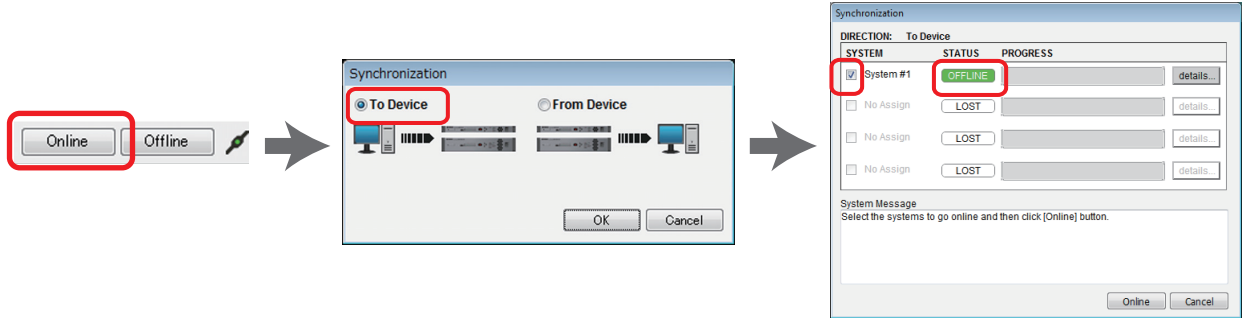 Online
Offline
Synchronization
To Device
From Device
OK
Cancel
Synchronization
DIRECTION: To Device
SYSTEM STATUS PROGRESS
System #1 OFFLINE details...
No Assign LOST details...
No Assign LOST details...
No Assign LOST details...
System Message
Select the systems to go online and then click [Online] button.
Online
Cancel